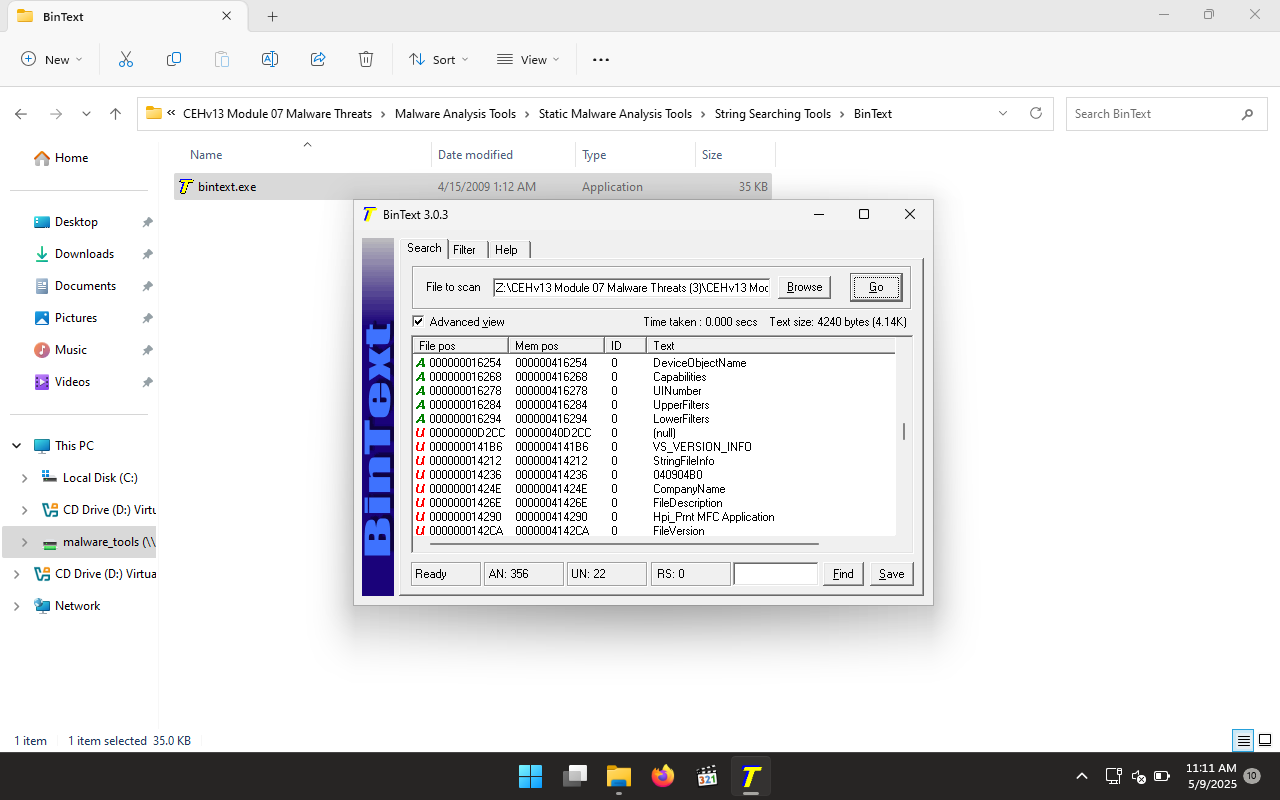 BinText
New
Sort
View
CEHv13 Module 07 Malware Threats
Malware Analysis Tools
Static Malware Analysis Tools
String Searching Tools
BinText
Search BinText
Home
Desktop
Downloads
Documents
Pictures
Music
Videos
This PC
Local Disk (C:)
CD Drive (D:) Virtu
malware_tools (\\
CD Drive (D:) Virtua
Network
Name Date modified Type Size
bintext.exe 4/15/2009 1:12 AM Application 35 KB
BinText 3.0.3
BinText
Search Filter Help
File to scan Z:\CEHv13 Module 07 Malware Threats (3)\CEHv13 Moc Browse Go
Advanced view Time taken : 0.000 secs Text size: 4240 bytes (4.14K)
File pos Mem pos ID Text
A 000000016254 000000416254 0 DeviceObjectName
A 000000016268 000000416268 0 Capabilities
A 000000016278 000000416278 0 UINumber
A 000000016284 000000416284 0 UpperFilters
A 000000016294 000000416294 0 LowerFilters
U 00000000D2CC 00000040D2CC 0 (null)
U 0000000141B6 0000004141B6 0 VS_VERSION_INFO
U 000000014212 000000414212 0 StringFileInfo
U 000000014236 000000414236 0 040904B0
U 00000001424E 00000041424E 0 CompanyName
U 00000001426E 00000041426E 0 FileDescription
U 000000014290 000000414290 0 Hpi_Prnt MFC Application
U 0000000142CA 0000004142CA 0 FileVersion
Ready AN: 356 UN: 22 RS: 0 Find Save
1 item 1 item selected 35.0 KB
321
11:11 AM
5/9/2025
10